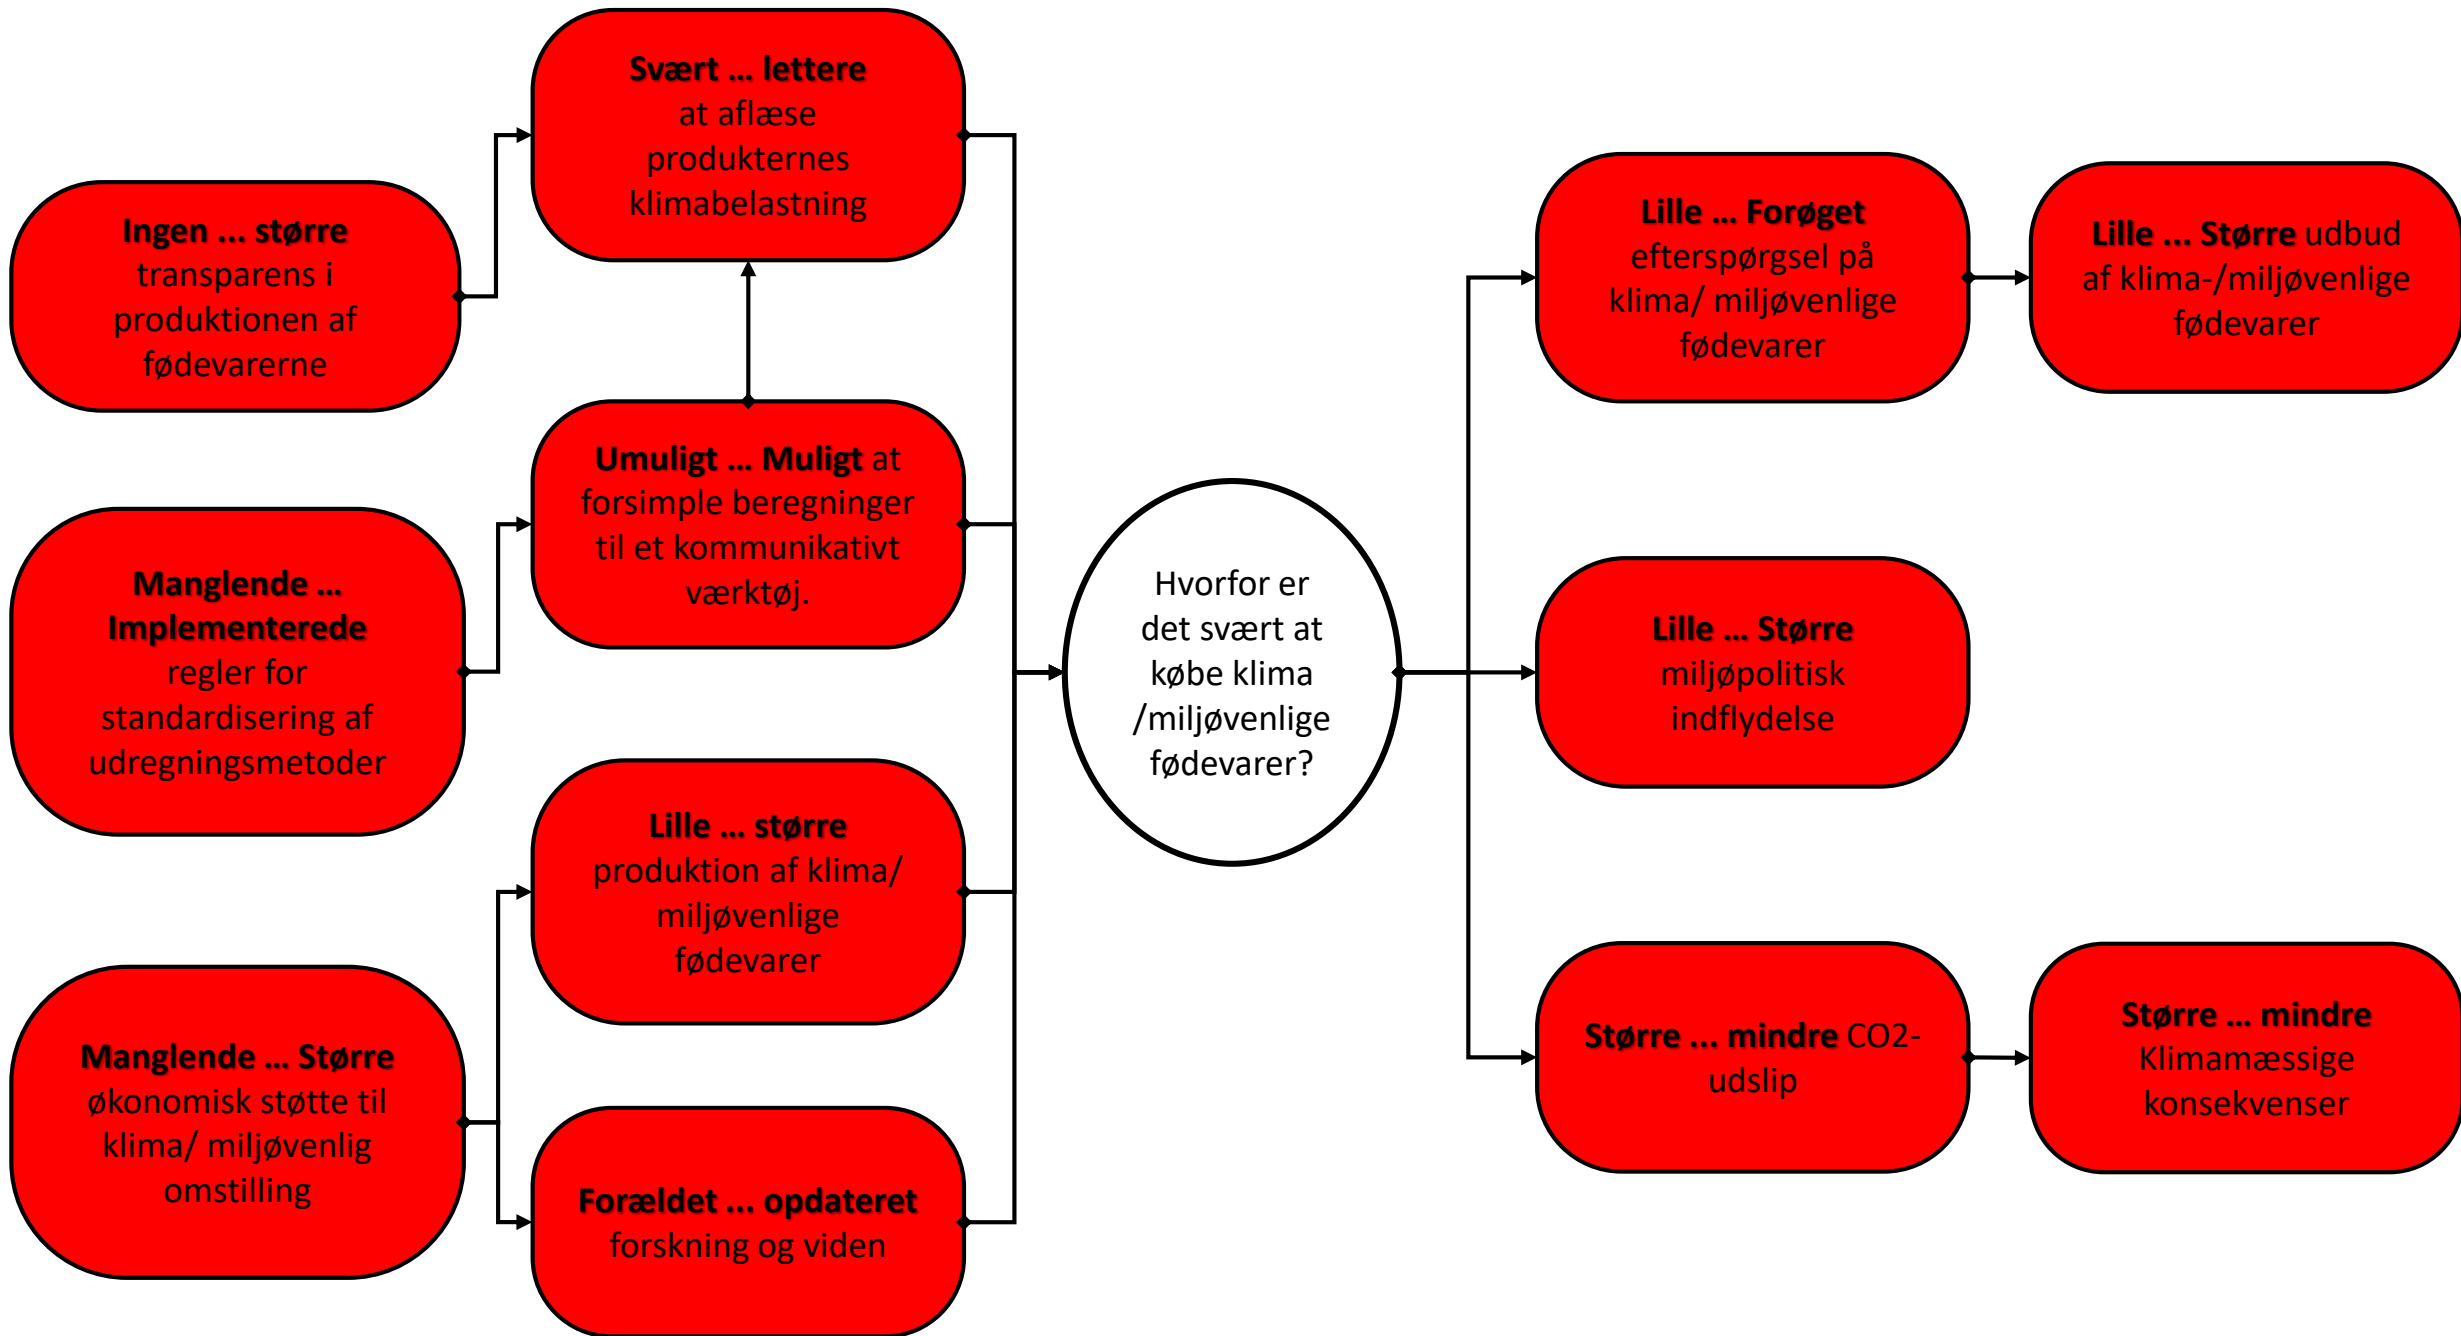 Svært ... lettere
at aflæse
produkternes
klimabelastning
Ingen ... større
transparens i
produktionen af
fødevarerne
Umuligt ... Muligt at
forsimple beregninger
til et kommunikativt
værktøj.
Manglende ...
Implementerede
regler for
standardisering af
udregningsmetoder
Lille ... større
produktion af klima/
miljøvenlige
fødevarer
Manglende ... Større
økonomisk støtte til
klima/ miljøvenlig
omstilling
Forældet ... opdateret
forskning og viden
Hvorfor er
det svært at
købe klima
/miljøvenlige
fødevarer?
Lille ... Forøget
efterspørgsel på
klima/ miljøvenlige
fødevarer
Lille ... Større udbud
af klima-/miljøvenlige
fødevarer
Lille ... Større
miljøpolitisk
indflydelse
Større ... mindre CO2-
udslip
Større ... mindre
Klimamæssige
konsekvenser